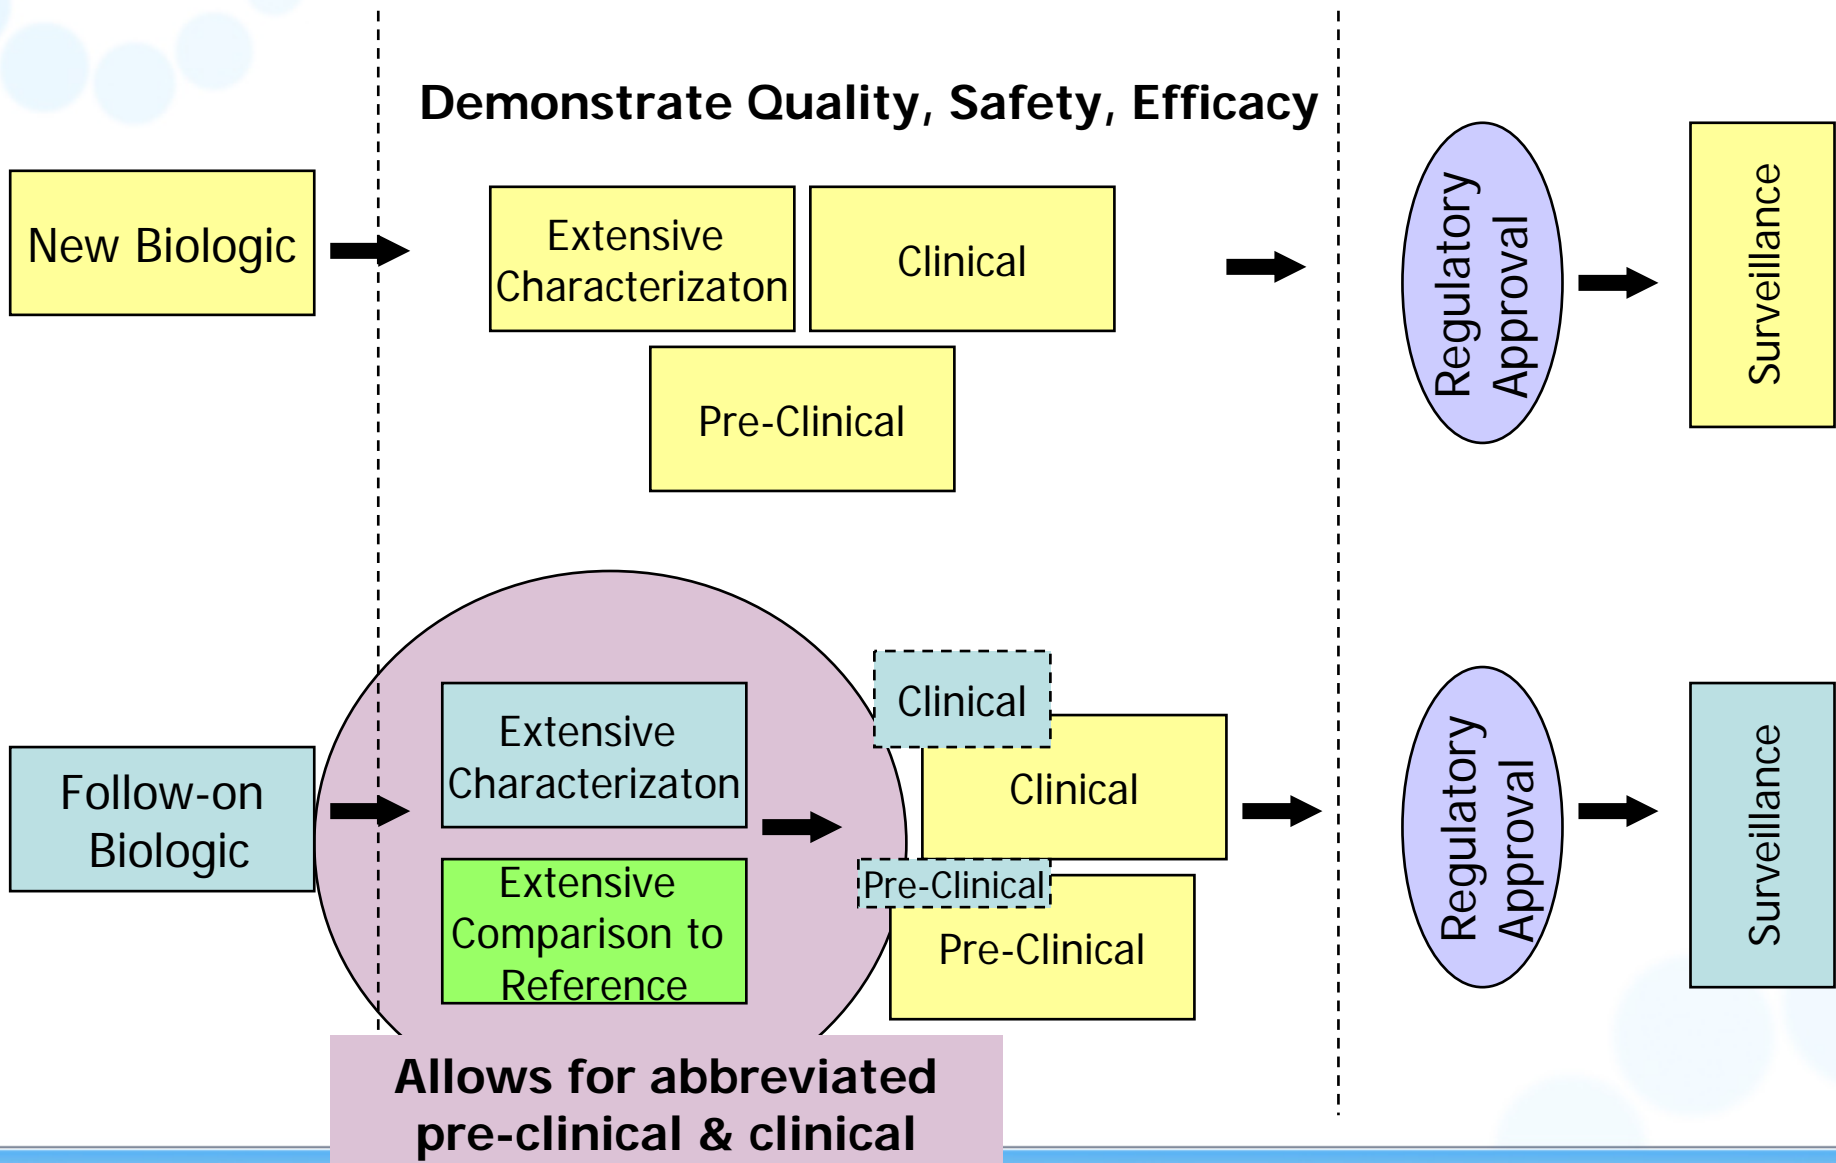 Demonstrate Quality, Safety, Efficacy
New Biologic
Extensive
Characterizaton
Clinical
Pre-Clinical
Regulatory
Approval
Surveillance
Follow-on
Biologic
Extensive
Characterizaton
Extensive
Comparison to
Reference
Clinical
Clinical
Pre-Clinical
Pre-Clinical
Regulatory
Approval
Surveillance
Allows for abbreviated
pre-clinical & clinical